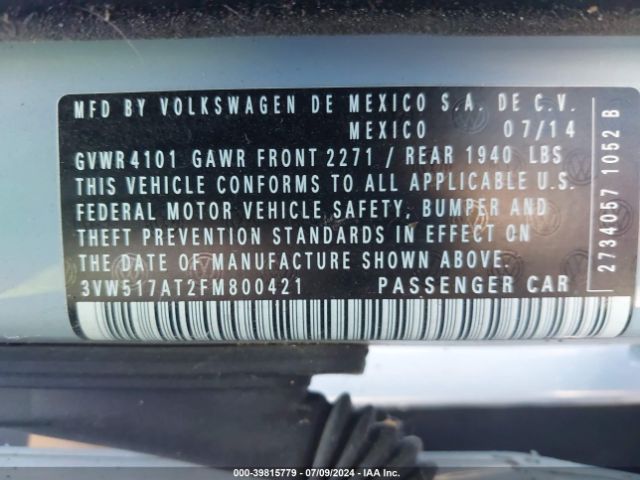 MFD BY VOLKSWAGEN DE MEXICO S.A. DE C.V.
MEXICO 07/14
GVWR 4101 GAWR FRONT 2271 / REAR 1940 LBS
THIS VEHICLE CONFORMS TO ALL APPLICABLE U.S.
FEDERAL MOTOR VEHICLE SAFETY, BUMPER AND
THEFT PREVENTION STANDARDS IN EFFECT ON
THE DATE OF MANUFACTURE SHOWN ABOVE.
3VW517AT2FM800421 PASSENGER CAR
2734057 1052 B
000-39815779 - 07/09/2024 - IAA Inc.